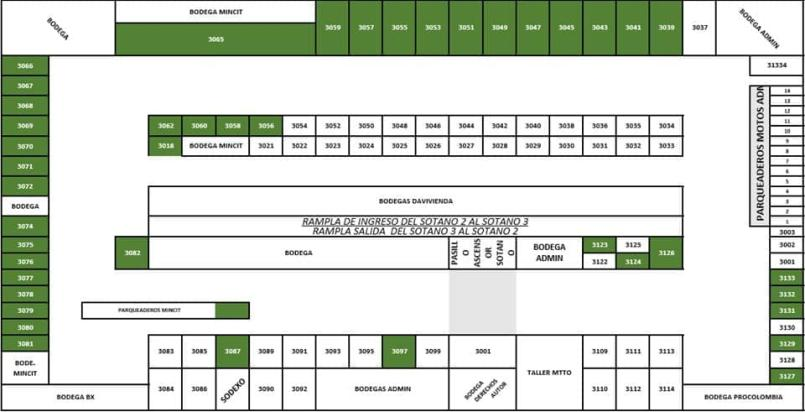 BODEGA
BODEGA MINCIT
3065
3059 3057 3055 3053 3051 3049 3047 3045 3043 3041 3039 3037
BODEGA ADMIN
3066
3067
3068
3069
3070
3071
3072
BODEGA
3074
3075
3076
3077
3078
3079
3080
3081
BODE.
MINCIT
BODEGA BX
3062 3060 3058 3056 3054 3052 3050 3048 3046 3044 3042 3040 3038 3036 3035 3034
3018 BODEGA MINCIT 3021 3022 3023 3024 3025 3026 3027 3028 3029 3030 3031 3032 3033
BODEGAS DAVIVIENDA
RAMPLA DE INGRESO DEL SOTANO 2 AL SOTANO 3
RAMPLA SALIDA DEL SOTANO 3 AL SOTANO 2
3082
BODEGA
PASILL
O
ASCENS
OR
SOTAN
O
BODEGA
ADMIN
3123 3125
3122 3124
3126
PARQUEADEROS MINCIT
3083 3085 3087 3089 3091 3093 3095 3097 3099 3001
TALLER MTTO
3109 3111 3113
3084 3086 SODEXO 3090 3092 BODEGAS ADMIN
BODEGA
DERECHOS
AUTOR
3110 3112 3114
31334
PARQUEADEROS MOTOS ADM
14
13
12
11
10
9
8
7
6
5
4
3
2
1
3003
3002
3001
3133
3132
3131
3130
3129
3128
3127
BODEGA PROCOLOMBIA